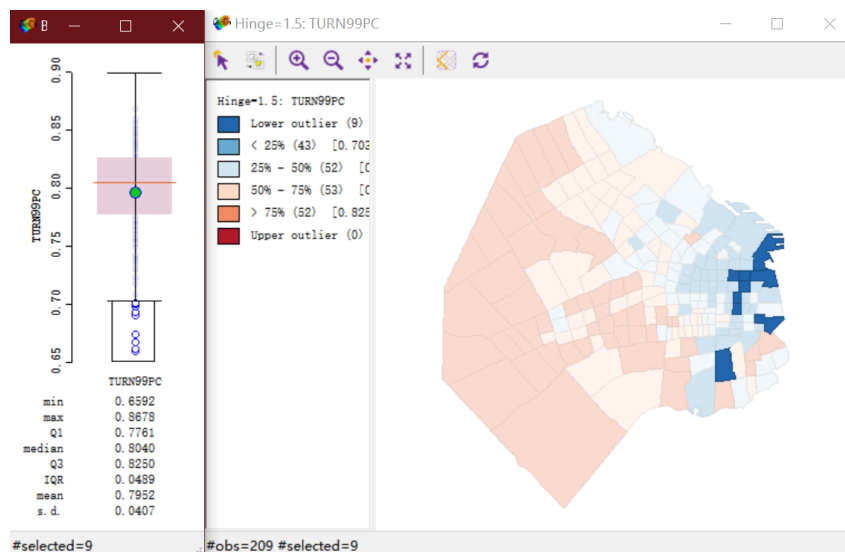 B
Hinge=1.5: TURN99PC
0.90
0.85
0.80
0.75
0.70
0.65
TURN99PC
TURN99PC
min 0.6592
max 0.8678
Q1 0.7761
median 0.8040
Q3 0.8250
IQR 0.0489
mean 0.7952
s.d. 0.0407
#selected=9
Hinge=1.5: TURN99PC
Lower outlier (9)
< 25% (43) [0.703
25% - 50% (52) [0
50% - 75% (53) [0
> 75% (52) [0.825
Upper outlier (0)
#obs=209 #selected=9